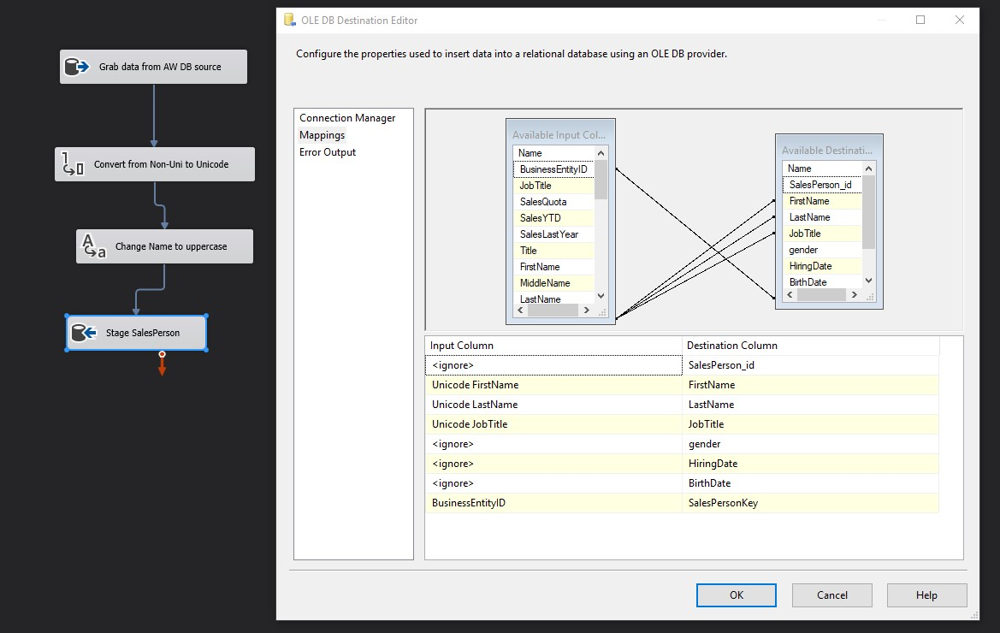 Grab data from AW DB source
Convert from Non-Uni to Unicode
Change Name to uppercase
Stage SalesPerson
OLE DB Destination Editor
Configure the properties used to insert data into a relational database using an OLE DB provider.
Connection Manager
Mappings
Error Output
Available Input Col...
Name
BusinessEntityID
JobTitle
SalesQuota
SalesYTD
SalesLastYear
Title
FirstName
MiddleName
LastName
Available Destinati...
Name
SalesPerson_id
FirstName
LastName
JobTitle
gender
HiringDate
BirthDate
Input Column Destination Column
<ignore> SalesPerson_id
Unicode FirstName FirstName
Unicode LastName LastName
Unicode JobTitle JobTitle
<ignore> gender
<ignore> HiringDate
<ignore> BirthDate
BusinessEntityID SalesPersonKey
OK Cancel Help